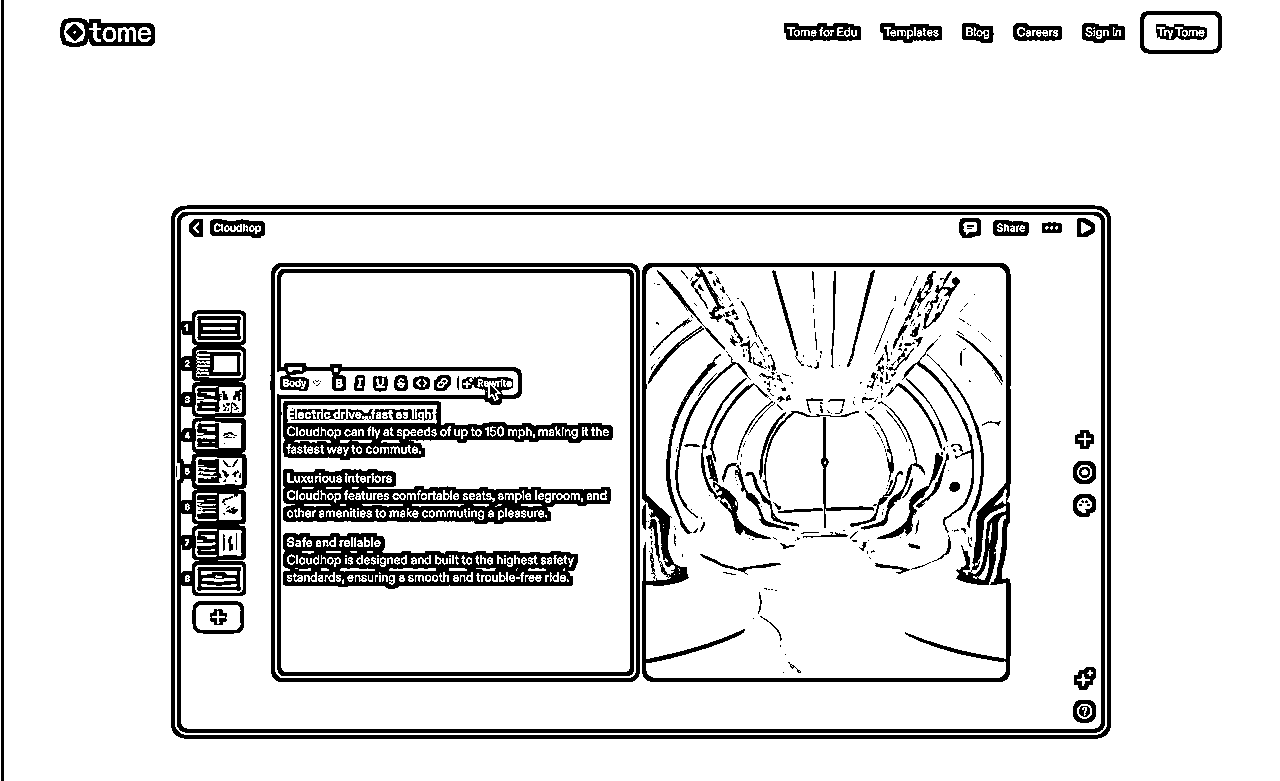 tome
Tome for Edu Templates Blog Careers Sign in Try Tome
Cloudhop
Share
1
2
3
4
5
6
7
8
Body B I U S Rewrite
Electric drive...fast as light
Cloudhop can fly at speeds of up to 150 mph, making it the
fastest way to commute.
Luxurious interiors
Cloudhop features comfortable seats, ample legroom, and
other amenities to make commuting a pleasure.
Safe and reliable
Cloudhop is designed and built to the highest safety
standards, ensuring a smooth and trouble-free ride.